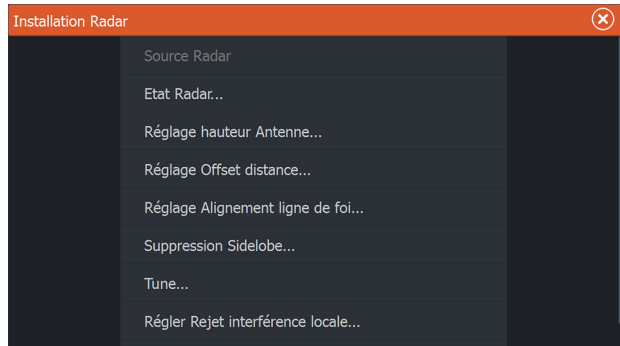 Installation Radar
Source Radar
Etat Radar...
Réglage hauteur Antenne...
Réglage Offset distance...
Réglage Alignement ligne de foi...
Suppression Sidelobe...
Tune...
Régler Rejet interférence locale...